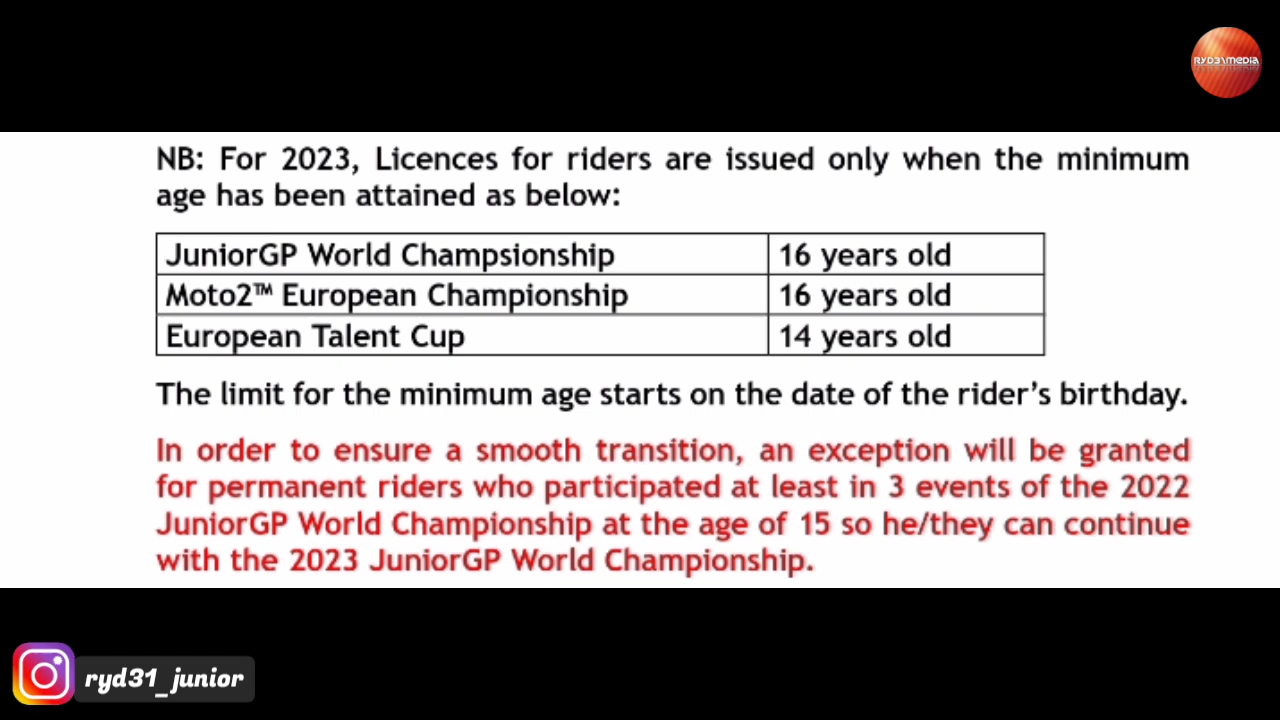 RYD31MEDIA
NB: For 2023, Licences for riders are issued only when the minimum
age has been attained as below:
JuniorGP World Champsionship 16 years old
Moto2™ European Championship 16 years old
European Talent Cup 14 years old
The limit for the minimum age starts on the date of the rider's birthday.
In order to ensure a smooth transition, an exception will be granted
for permanent riders who participated at least in 3 events of the 2022
JuniorGP World Championship at the age of 15 so he/they can continue
with the 2023 JuniorGP World Championship.
ryd31_junior